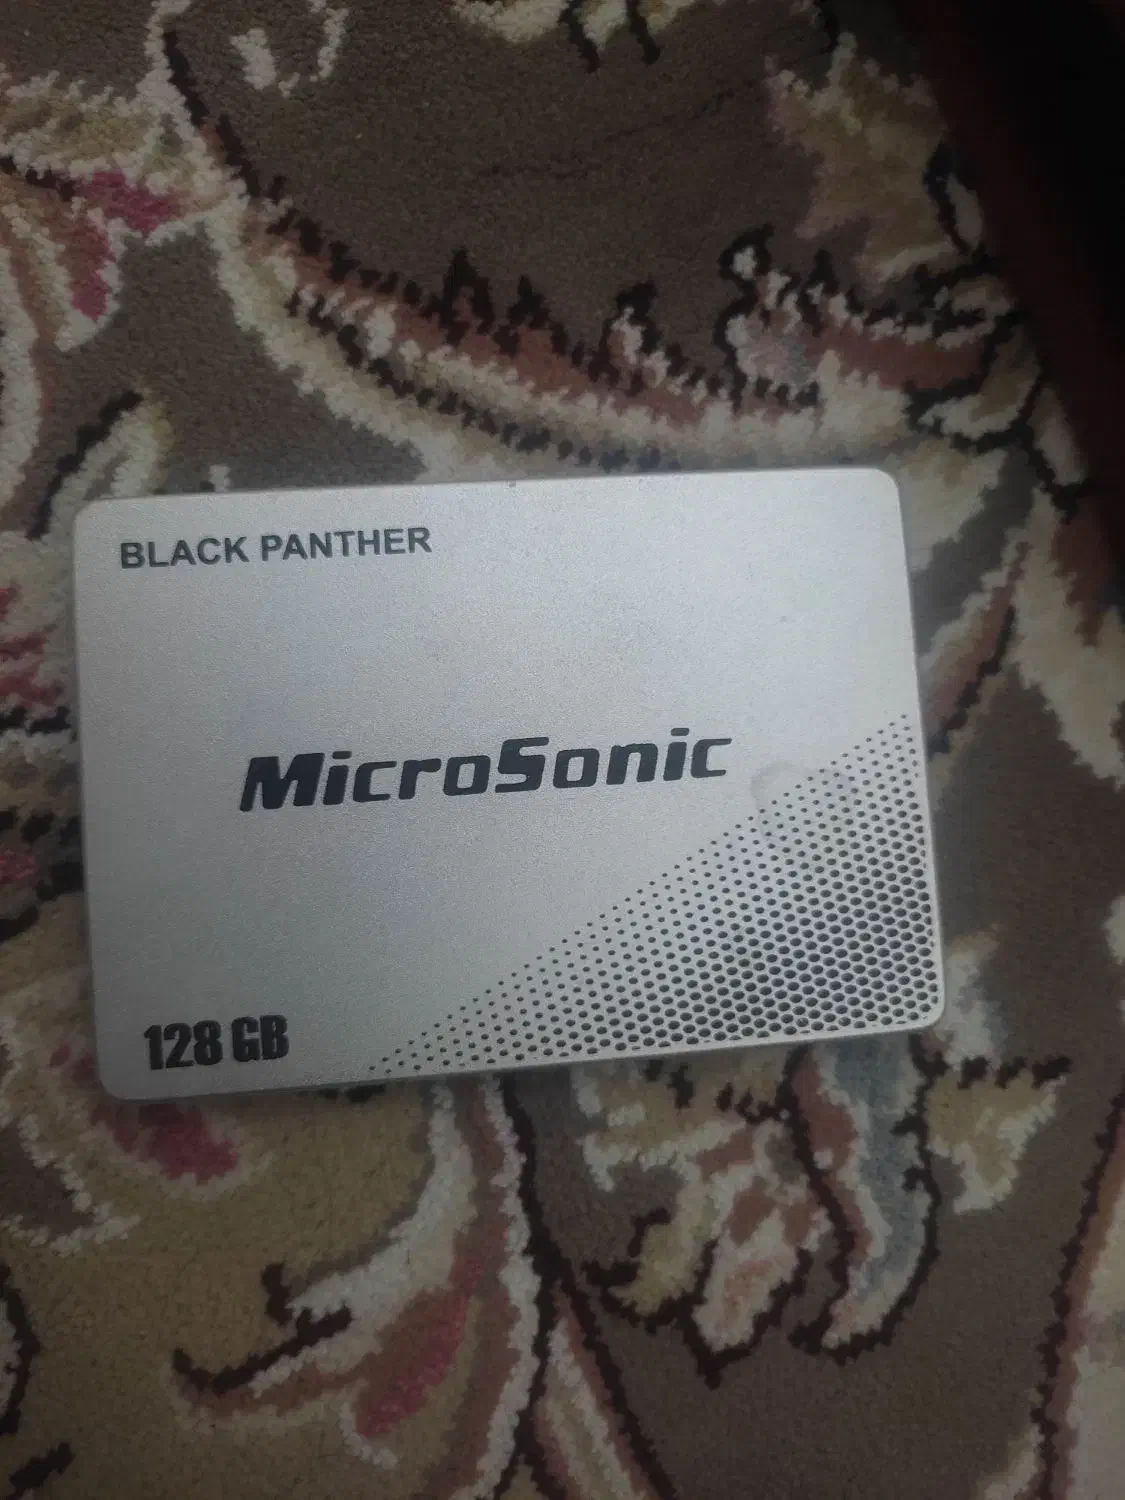 BLACK PANTHER
MicroSonic
128 GB